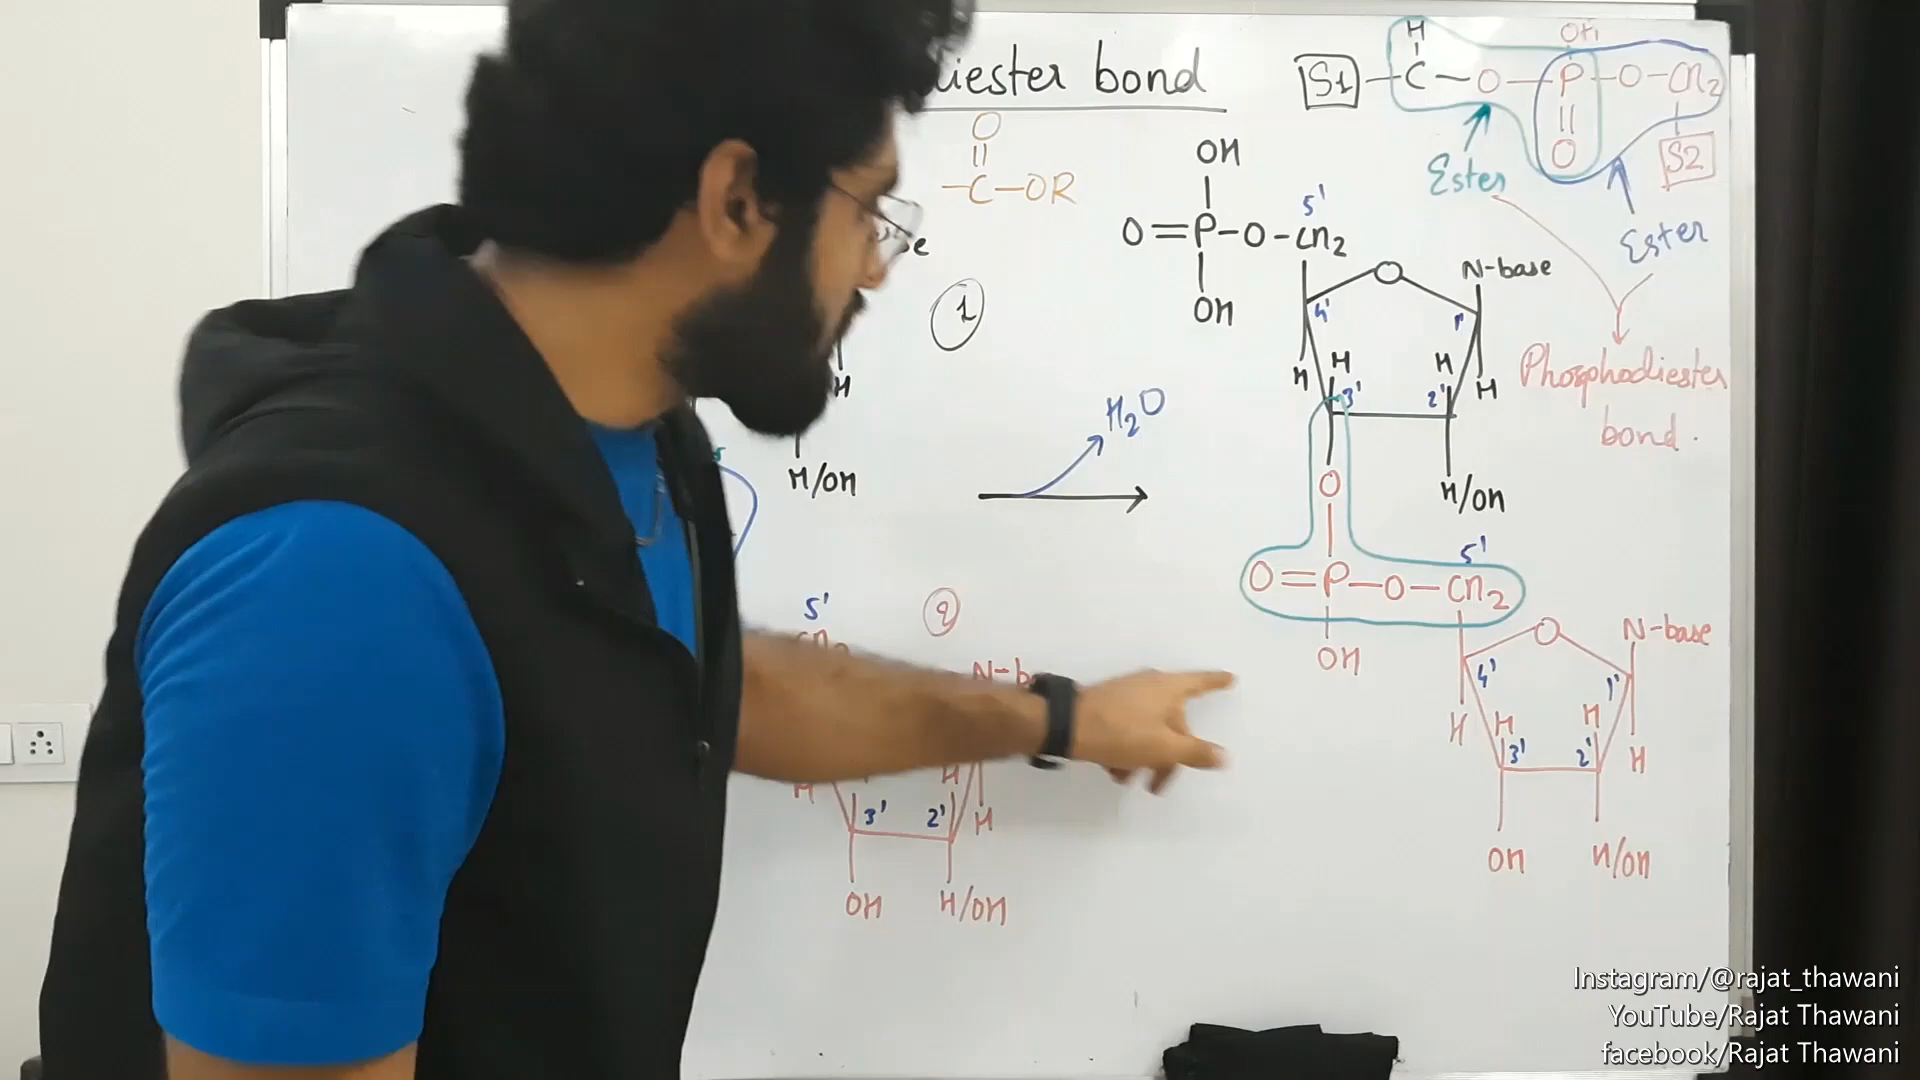 diester bond
O
||
-C-OR
1
H
H/OH
H2O
5'
2
N-b
H
H
3'
2'
H
OH
H/OH
OH
O=P-O-CH2
OH
5'
O
N-base
4'
1'
H
H
H
H
3'
2'
O
H/OH
O=P-O-CH2
5'
OH
O
N-base
4'
1'
H
H
H
H
3'
2'
OH
H/OH
H
OH
S1-C-O-P-O-CH2
||
O
S2
Ester
Ester
Phosphodiester
bond.
Instagram/@rajat_thawani
YouTube/Rajat Thawani
facebook/Rajat Thawani